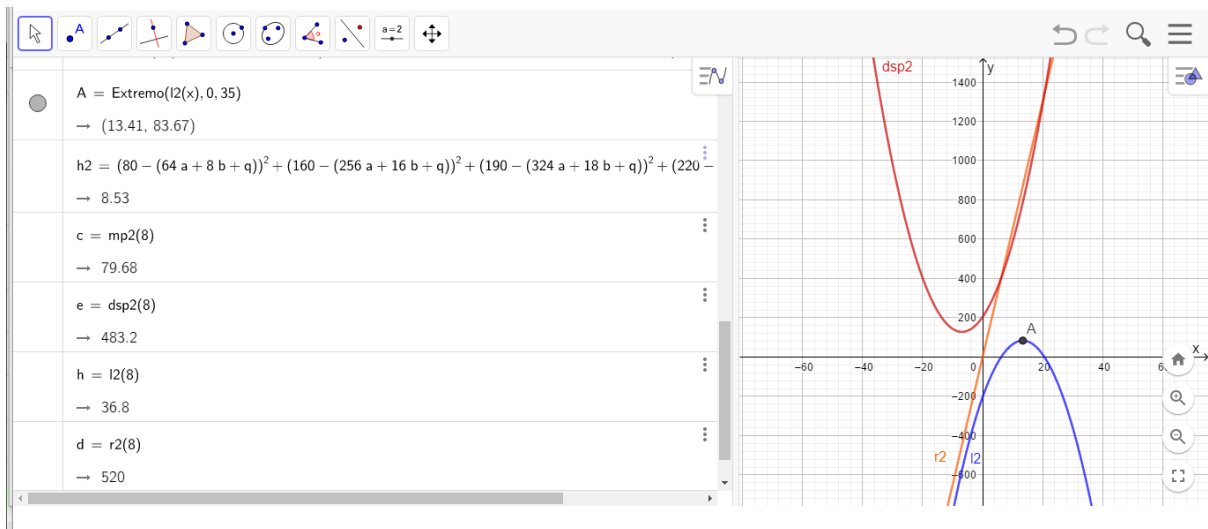 A
a=2
A = Extremo(l2(x), 0, 35)
→ (13.41, 83.67)
h2 = (80 − (64 a + 8 b + q))² + (160 − (256 a + 16 b + q))² + (190 − (324 a + 18 b + q))² + (220 −
→ 8.53
c = mp2(8)
→ 79.68
e = dsp2(8)
→ 483.2
h = l2(8)
→ 36.8
d = r2(8)
→ 520
dsp2
y
1400
1200
1000
800
600
400
200
A
x
−60
−40
−20
0
20
40
−200
−400
r2
l2
−600